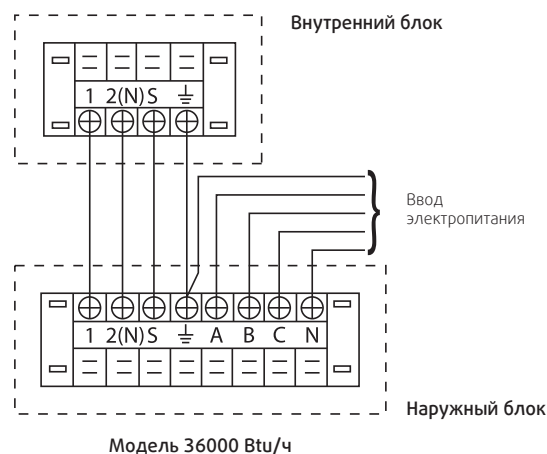 Внутренний блок
1 2(N) S ⏚
Ввод
электропитания
1 2(N) S ⏚ A B C N
Наружный блок
Модель 36000 Btu/ч